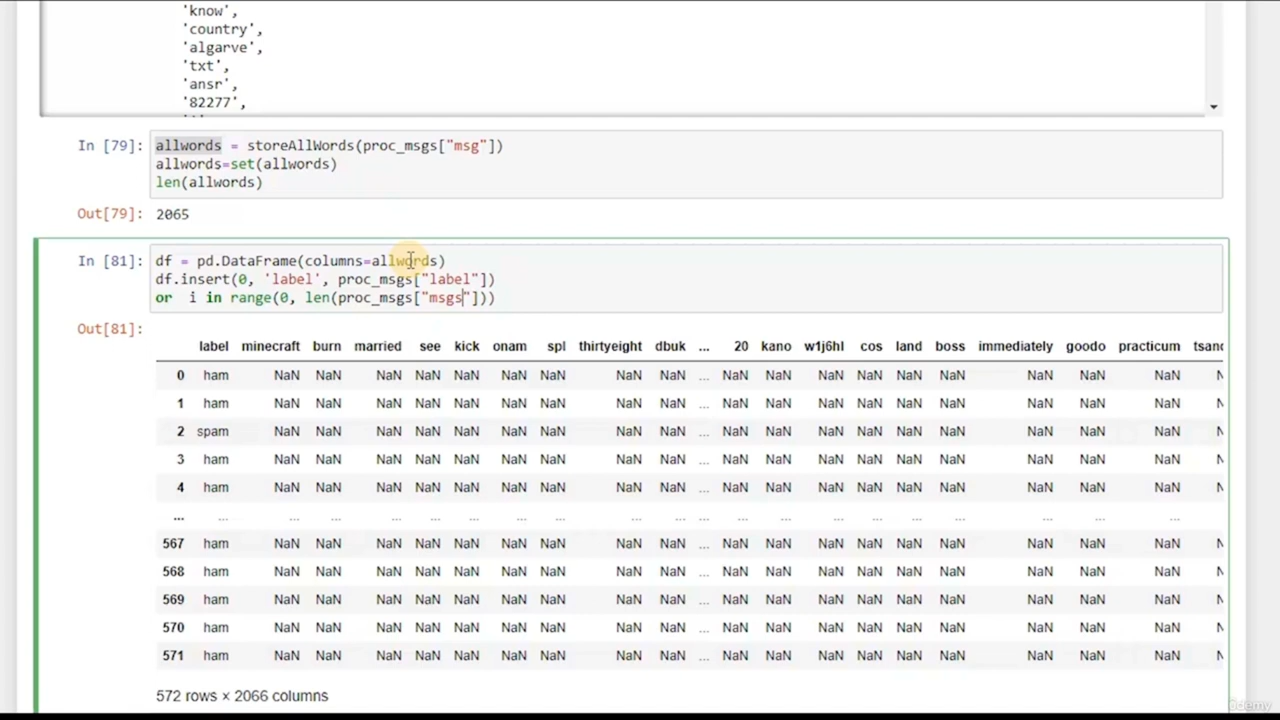 'know',
'country',
'algarve',
'txt',
'ansr',
'82277',
In [79]: allwords = storeAllWords(proc_msgs["msg"])
allwords=set(allwords)
len(allwords)
Out[79]: 2065
In [81]: df = pd.DataFrame(columns=allwords)
df.insert(0, 'label', proc_msgs["label"])
or  i in range(0, len(proc_msgs["msgs"]))
Out[81]:
label minecraft burn married see kick onam spl thirtyeight dbuk ... 20 kano w1j6hl cos land boss immediately goodo practicum
0 ham NaN NaN NaN NaN NaN NaN NaN NaN NaN ... NaN NaN NaN NaN NaN NaN NaN NaN NaN
1 ham NaN NaN NaN NaN NaN NaN NaN NaN NaN ... NaN NaN NaN NaN NaN NaN NaN NaN NaN
2 spam NaN NaN NaN NaN NaN NaN NaN NaN NaN ... NaN NaN NaN NaN NaN NaN NaN NaN NaN
3 ham NaN NaN NaN NaN NaN NaN NaN NaN NaN ... NaN NaN NaN NaN NaN NaN NaN NaN NaN
4 ham NaN NaN NaN NaN NaN NaN NaN NaN NaN ... NaN NaN NaN NaN NaN NaN NaN NaN NaN
... ... ... ... ... ... ... ... ... ... ... ... ... ... ... ... ... ... ... ... ...
567 ham NaN NaN NaN NaN NaN NaN NaN NaN NaN ... NaN NaN NaN NaN NaN NaN NaN NaN NaN
568 ham NaN NaN NaN NaN NaN NaN NaN NaN NaN ... NaN NaN NaN NaN NaN NaN NaN NaN NaN
569 ham NaN NaN NaN NaN NaN NaN NaN NaN NaN ... NaN NaN NaN NaN NaN NaN NaN NaN NaN
570 ham NaN NaN NaN NaN NaN NaN NaN NaN NaN ... NaN NaN NaN NaN NaN NaN NaN NaN NaN
571 ham NaN NaN NaN NaN NaN NaN NaN NaN NaN ... NaN NaN NaN NaN NaN NaN NaN NaN NaN
572 rows × 2066 columns